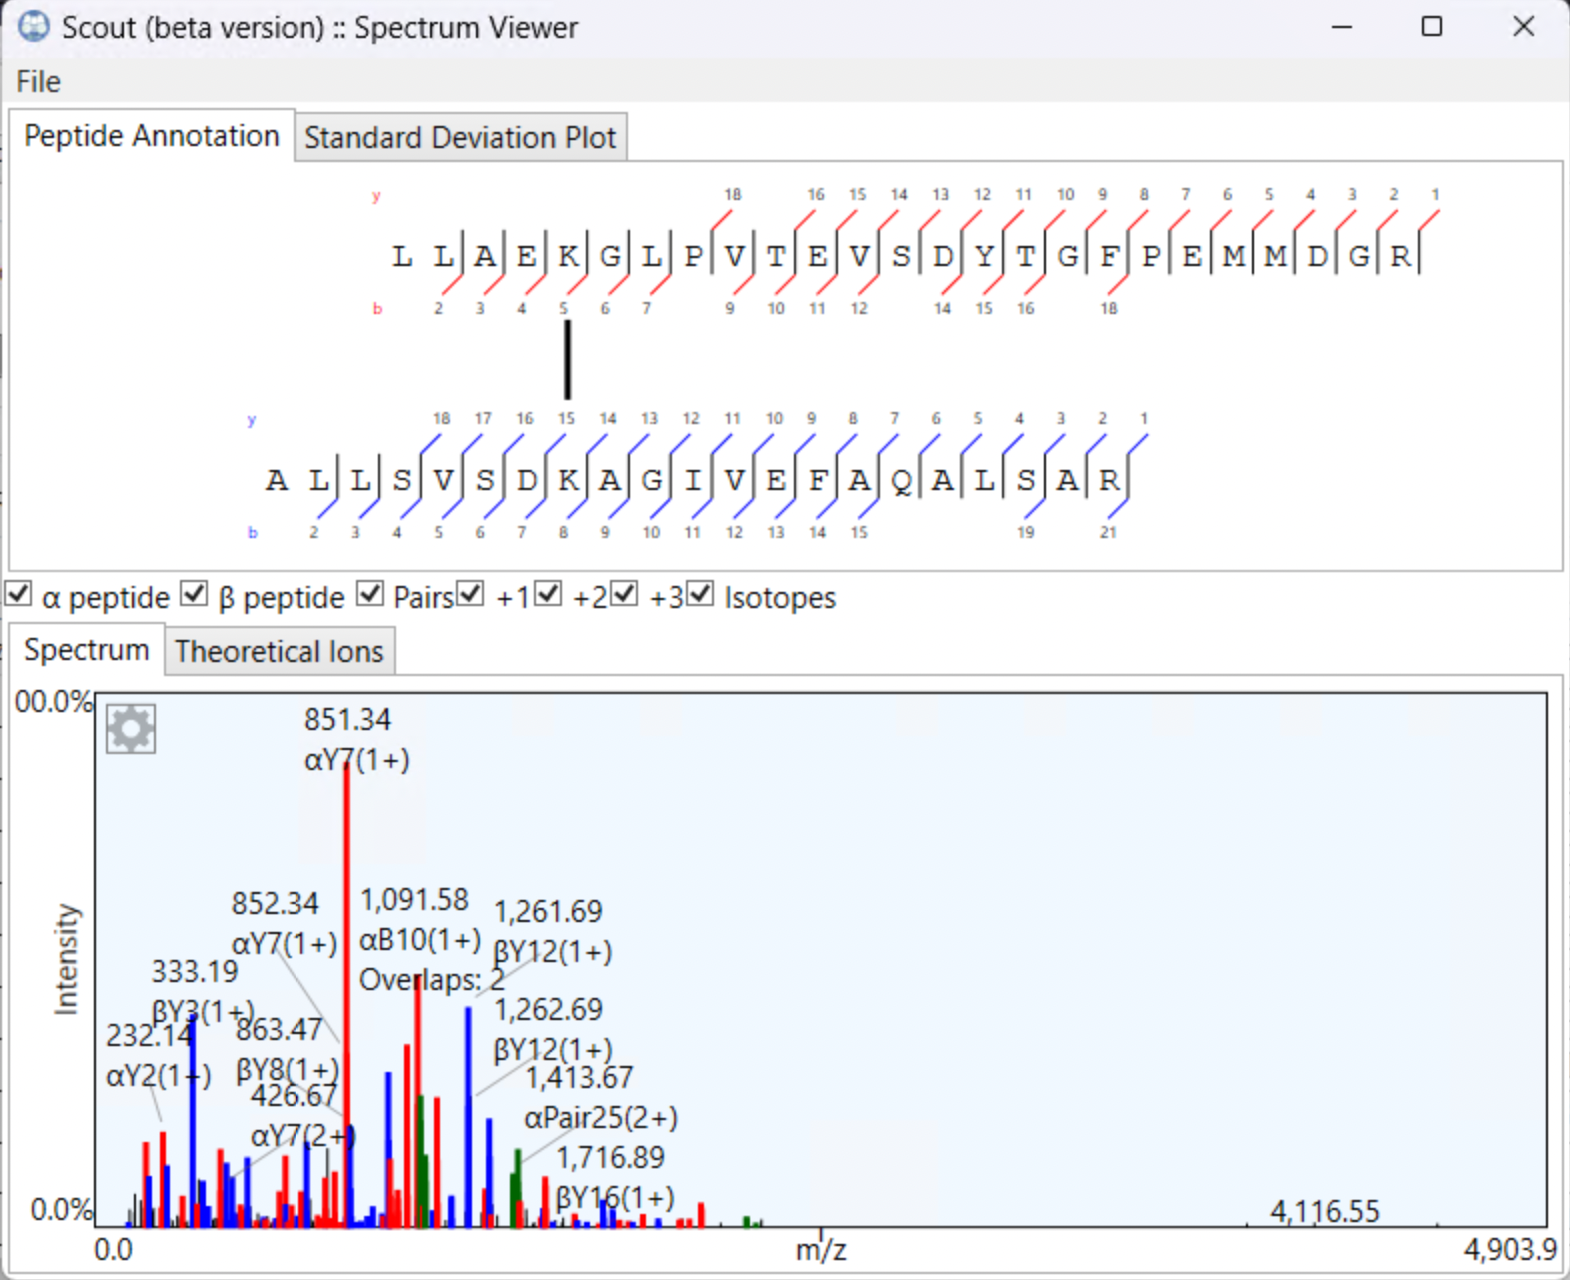 Scout (beta version) :: Spectrum Viewer
File
Peptide Annotation Standard Deviation Plot
y 18 16 15 14 13 12 11 10 9 8 7 6 5 4 3 2 1
L L A E K G L P V T E V S D Y T G F P E M M D G R
b 2 3 4 5 6 7 9 10 11 12 14 15 16 18
y 18 17 16 15 14 13 12 11 10 9 8 7 6 5 4 3 2 1
A L L S V S D K A G I V E F A Q A L S A R
b 2 3 4 5 6 7 8 9 10 11 12 13 14 15 19 21
α peptide β peptide Pairs +1 +2 +3 Isotopes
Spectrum Theoretical Ions
00.0%
851.34
αY7(1+)
852.34
αY7(1+)
1,091.58
αB10(1+)
Overlaps: 2
1,261.69
βY12(1+)
333.19
βY3(1+)
232.14
αY2(1+)
863.47
βY8(1+)
1,262.69
βY12(1+)
426.67
αY7(2+)
1,413.67
αPair25(2+)
1,716.89
βY16(1+)
4,116.55
Intensity
0.0%
0.0 m/z 4,903.9